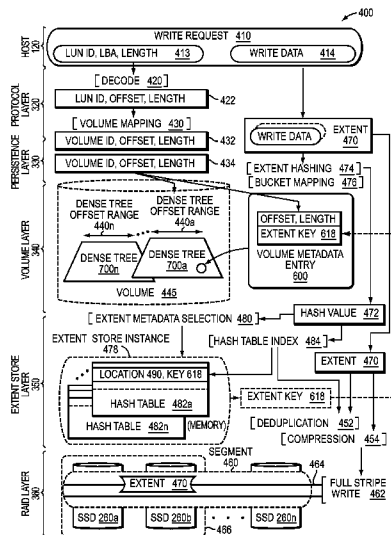 400
WRITE REQUEST 410
LUN ID, LBA, LENGTH 413
WRITE DATA 414
HOST 120
[DECODE] 420
LUN ID, OFFSET, LENGTH 422
PROTOCOL LAYER 320
[VOLUME MAPPING] 430
WRITE DATA
EXTENT 470
VOLUME ID, OFFSET, LENGTH 432
VOLUME ID, OFFSET, LENGTH 434
PERSISTENCE LAYER 330
[EXTENT HASHING] 474
[BUCKET MAPPING] 476
DENSE TREE OFFSET RANGE 440n
DENSE TREE OFFSET RANGE 440a
DENSE TREE 700n
DENSE TREE 700a
VOLUME 445
OFFSET, LENGTH
EXTENT KEY 618
VOLUME METADATA ENTRY 600
VOLUME LAYER 340
HASH VALUE 472
[EXTENT METADATA SELECTION] 480
[HASH TABLE INDEX] 484
EXTENT STORE INSTANCE 478
EXTENT 470
LOCATION 490, KEY 618
HASH TABLE 482a
HASH TABLE 482n
(MEMORY)
EXTENT KEY 618
[DEDUPLICATION] 452
[COMPRESSION] 454
EXTENT STORE LAYER 350
SEGMENT 460
464
EXTENT 470
FULL STRIPE WRITE 462
SSD 260a
SSD 260b
SSD 260n
466
RAID LAYER 360